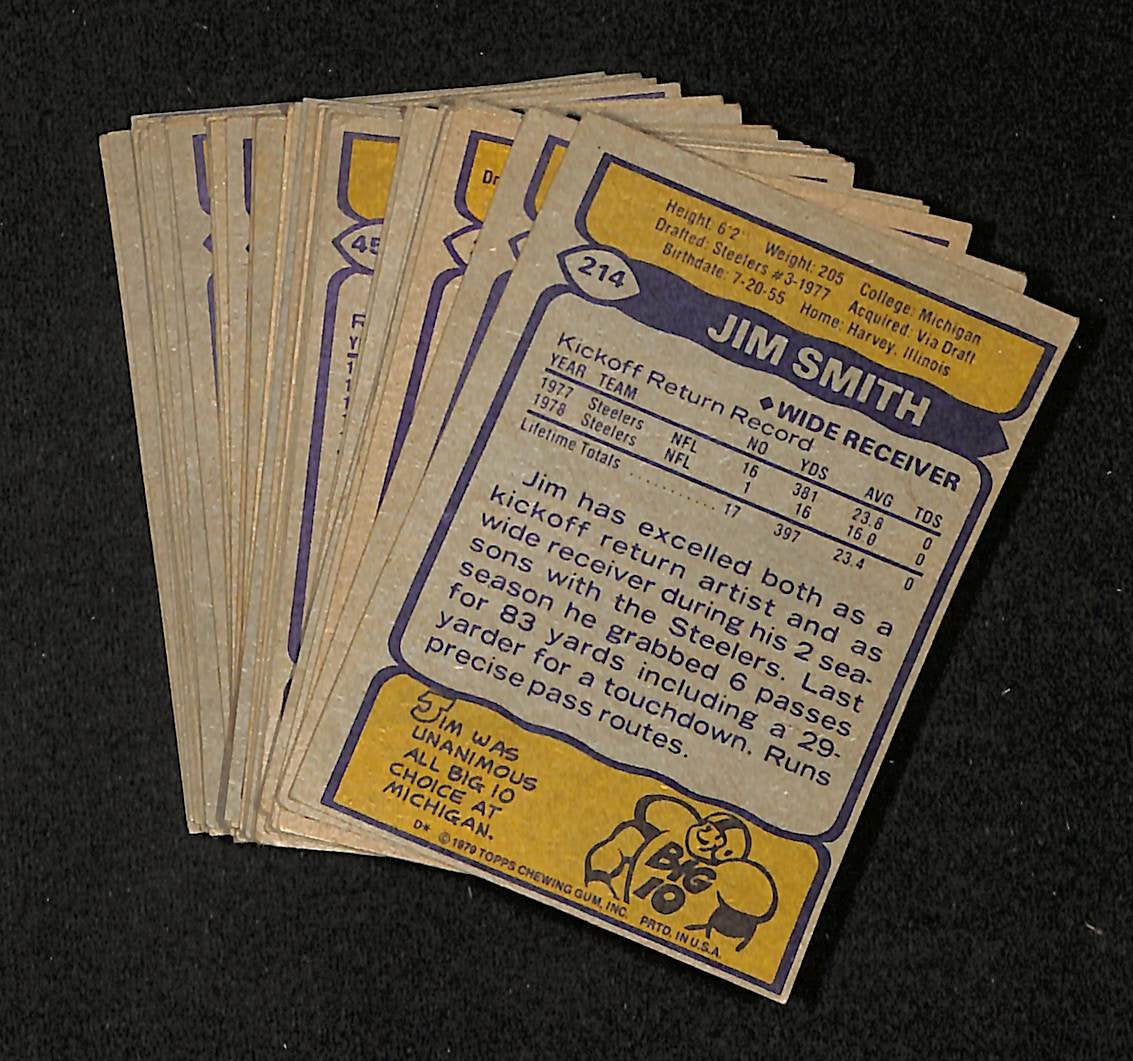 Height: 6'2" Weight: 205 College: Michigan
Drafted: Steelers #3-1977 Acquired: Via Draft
Birthdate: 7-20-55 Home: Harvey, Illinois
214
JIM SMITH
◆WIDE RECEIVER
Kickoff Return Record
YEAR TEAM NO YDS AVG TDS
1977 Steelers NFL 16 381 23.8 0
1978 Steelers NFL 1 16 16.0 0
Lifetime Totals . . . . . . . . . . . . 17 397 23.4 0
Jim has excelled both as a
kickoff return artist and as
wide receiver during his 2 sea-
sons with the Steelers. Last
season he grabbed 6 passes
for 83 yards including a 29-
yarder for a touchdown. Runs
precise pass routes.
JIM WAS
UNANIMOUS
ALL BIG 10
CHOICE AT
MICHIGAN.
BIG
10
D* © 1979 TOPPS CHEWING GUM, INC. PRTD. IN U.S.A.
45
Dr